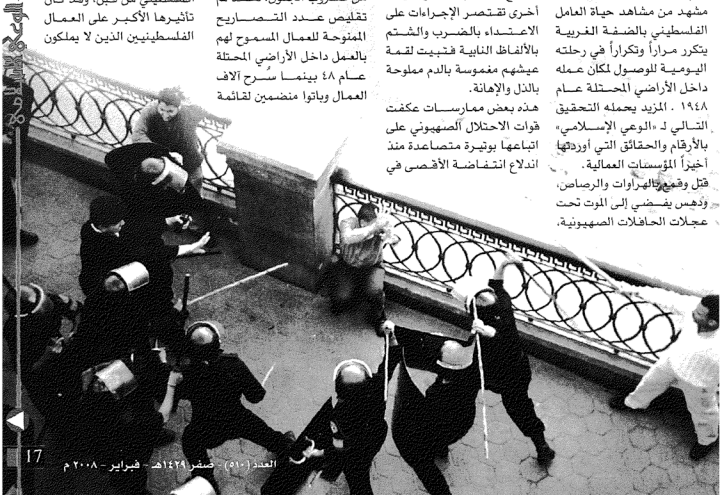 مشهد من مشاهد حياة العامل
الفلسطيني بالضفة الغربية
يتكرر مراراً وتكراراً في رحلته
اليومية للوصول لمكان عمله
داخل الأراضي المحتلة عام
١٩٤٨ . المزيد يحمله التحقيق
التالي لـ «الوعي الإسلامي»
بالأرقام والحقائق التي أوردتها
أخيراً المؤسسات العمالية.
قتل وقمع بالهراوات والرصاص،
ودهس يفضي إلى الموت تحت
عجلات الحافلات الصهيونية،
أخرى تقتصر الإجراءات على
الاعتداء بالضرب والشتم
بالألفاظ النابية فتبيت لقمة
عيشهم مغموسة بالدم مملوحة
بالذل والإهانة.
هذه بعض ممارسات عكفت
قوات الاحتلال الصهيوني على
اتباعها بوتيرة متصاعدة منذ
اندلاع انتفاضة الأقصى في
تقليص عدد التصاريح
الممنوحة للعمال المسموح لهم
بالعمل داخل الأراضي المحتلة
عام ٤٨ بينما سُرح آلاف
العمال وباتوا منضمين لقائمة
تأثيرها الأكبر على العمال
الفلسطينيين الذين لا يملكون
17
العدد (٥١٠) - صفر ١٤٢٩هـ - فبراير - ٢٠٠٨ م